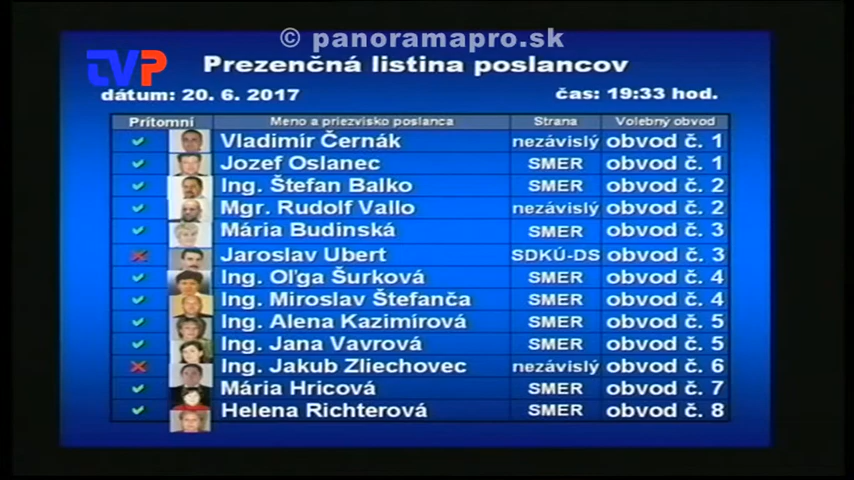 © panoramapro.sk
TVP
Prezenčná listina poslancov
dátum: 20. 6. 2017 čas: 19:33 hod.
Prítomní Meno a priezvisko poslanca Strana Volebný obvod
Vladimír Černák nezávislý obvod č. 1
Jozef Oslanec SMER obvod č. 1
Ing. Štefan Balko SMER obvod č. 2
Mgr. Rudolf Vallo nezávislý obvod č. 2
Mária Budinská SMER obvod č. 3
Jaroslav Ubert SDKÚ-DS obvod č. 3
Ing. Oľga Šurková SMER obvod č. 4
Ing. Miroslav Štefanča SMER obvod č. 4
Ing. Alena Kazimírová SMER obvod č. 5
Ing. Jana Vavrová SMER obvod č. 5
Ing. Jakub Zliechovec nezávislý obvod č. 6
Mária Hricová SMER obvod č. 7
Helena Richterová SMER obvod č. 8